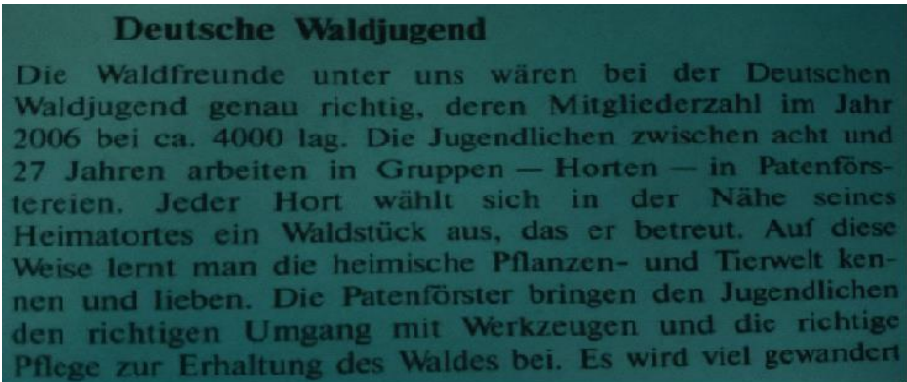 Deutsche Waldjugend
Die Waldfreunde unter uns wären bei der Deutschen
Waldjugend genau richtig, deren Mitgliederzahl im Jahr
2006 bei ca. 4000 lag. Die Jugendlichen zwischen acht und
27 Jahren arbeiten in Gruppen — Horten — in Patenförs-
tereien. Jeder Hort wählt sich in der Nähe seines
Heimatortes ein Waldstück aus, das er betreut. Auf diese
Weise lernt man die heimische Pflanzen- und Tierwelt ken-
nen und lieben. Die Patenförster bringen den Jugendlichen
den richtigen Umgang mit Werkzeugen und die richtige
Pflege zur Erhaltung des Waldes bei. Es wird viel gewandert